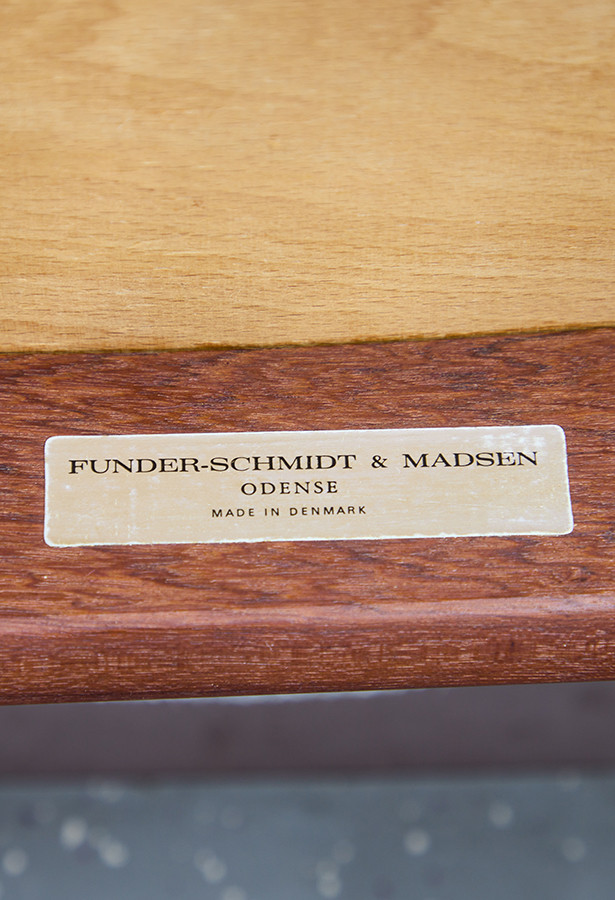 FUNDER-SCHMIDT & MADSEN
ODENSE
MADE IN DENMARK